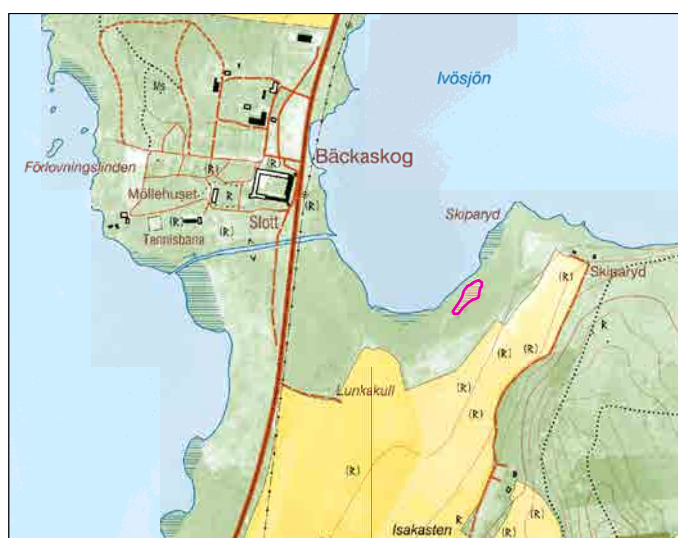 Ivösjön
Bäckaskog
Förlovningslinden
(R)
(R)
Möllehuset
R
(R)
Skiparyd
(R)
Slott
Tennisbana
(R)
Skiparyd
(R)
R
(R)
(R)
(R)
Lunkakull
(R)
(R)
(R)
(R)
R
(R)
Isakasten
(R)